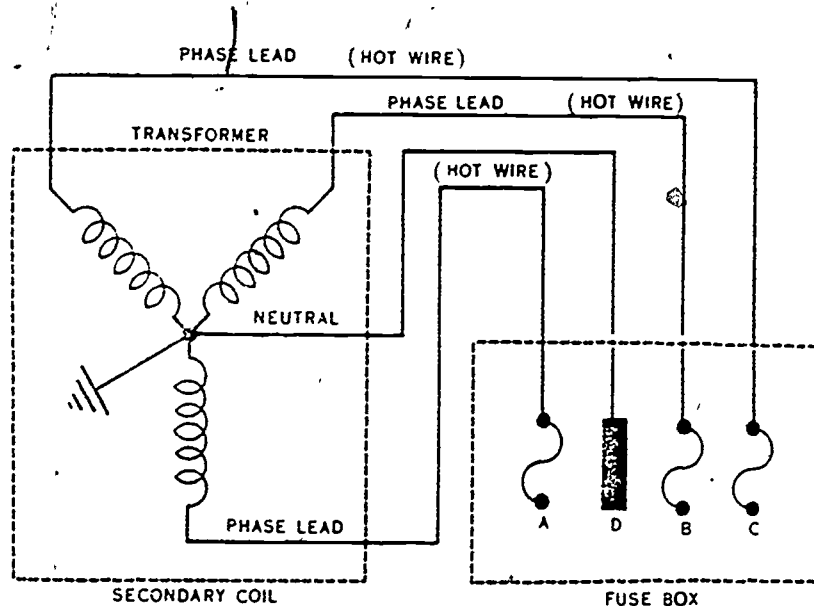 PHASE LEAD (HOT WIRE)
PHASE LEAD (HOT WIRE)
TRANSFORMER
(HOT WIRE)
NEUTRAL
PHASE LEAD
A D B C
SECONDARY COIL
FUSE BOX